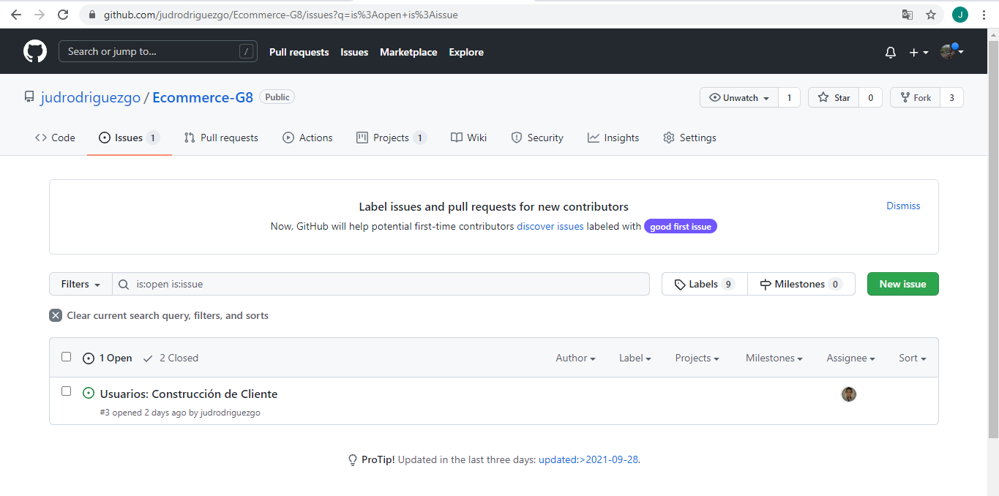 github.com/judrodriguezgo/Ecommerce-G8/issues?q=is%3Aopen+is%3Aissue J
Search or jump to... / Pull requests Issues Marketplace Explore
judrodriguezgo / Ecommerce-G8 Public Unwatch 1 Star 0 Fork 3
Code Issues 1 Pull requests Actions Projects 1 Wiki Security Insights Settings
Label issues and pull requests for new contributors Dismiss
Now, GitHub will help potential first-time contributors discover issues labeled with good first issue
Filters is:open is:issue Labels 9 Milestones 0 New issue
Clear current search query, filters, and sorts
1 Open 2 Closed Author Label Projects Milestones Assignee Sort
Usuarios: Construcción de Cliente
#3 opened 2 days ago by judrodriguezgo
ProTip! Updated in the last three days: updated:>2021-09-28.